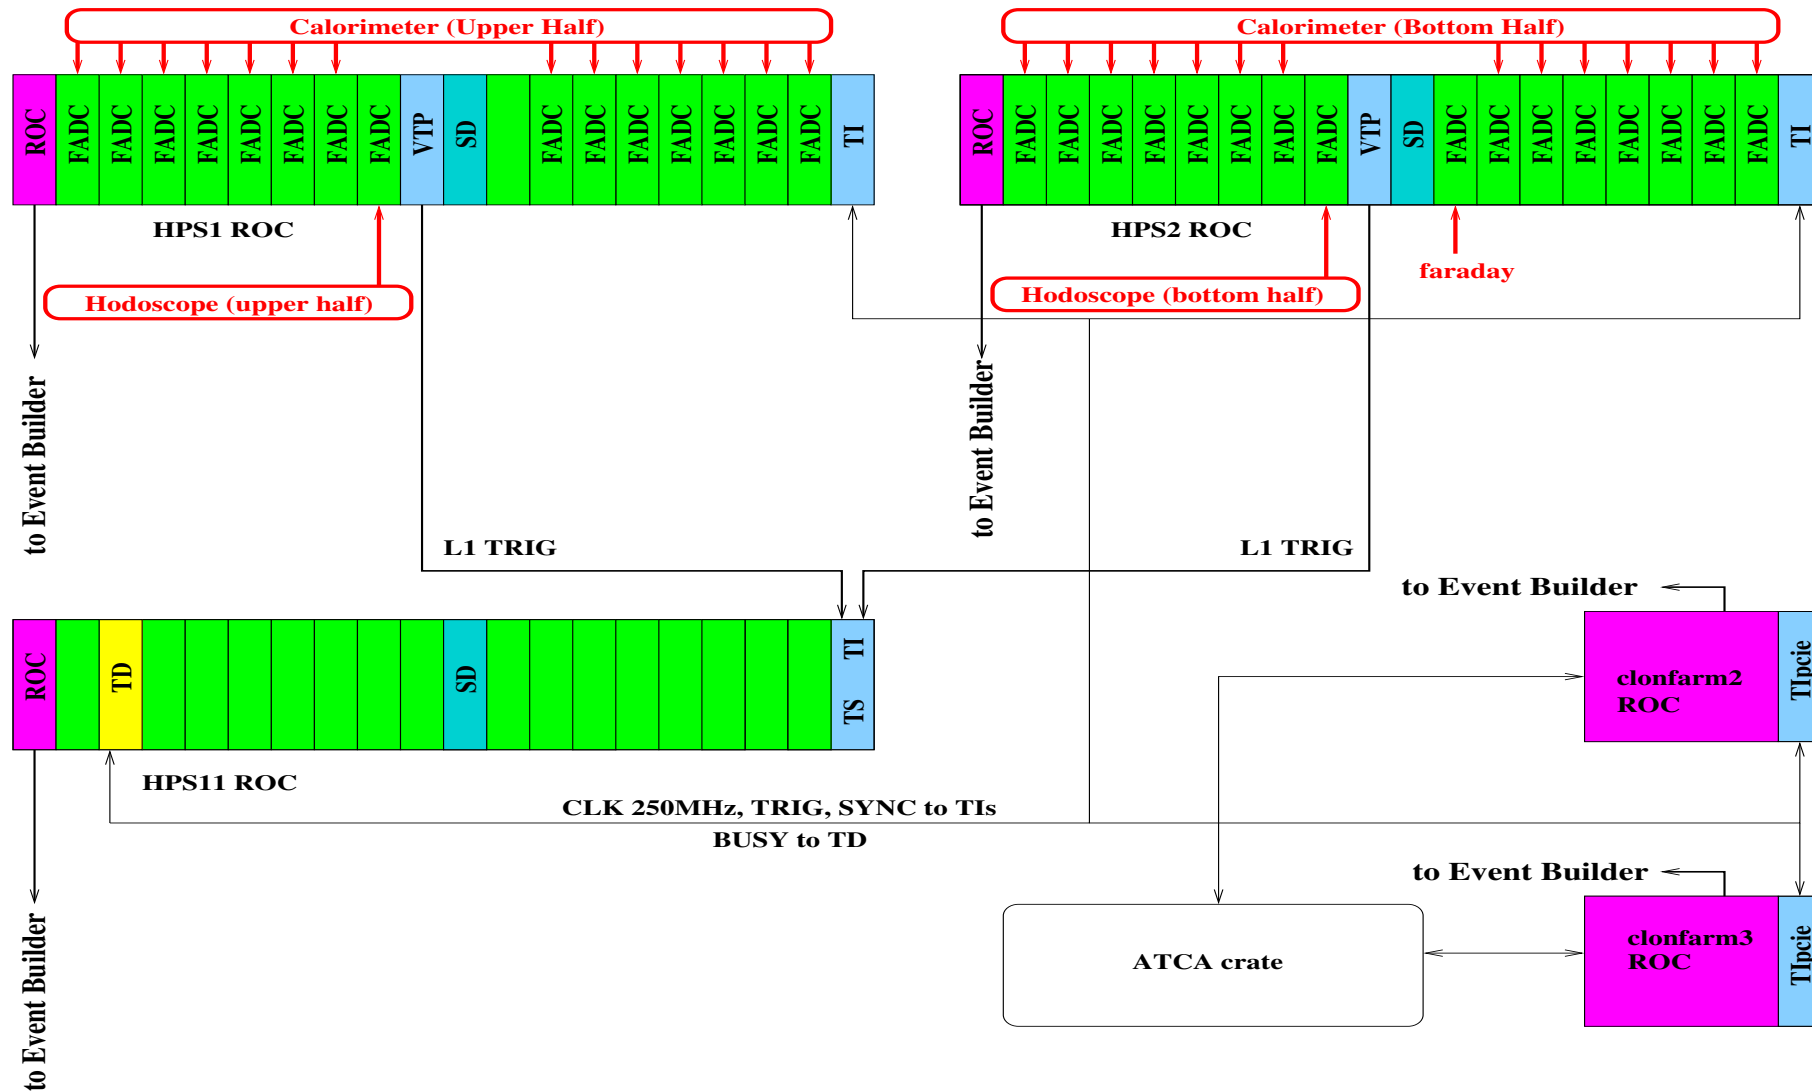 Calorimeter (Upper Half)
Calorimeter (Bottom Half)
ROC
FADC
FADC
FADC
FADC
FADC
FADC
FADC
FADC
VTP
SD
FADC
FADC
FADC
FADC
FADC
FADC
FADC
TI
ROC
FADC
FADC
FADC
FADC
FADC
FADC
FADC
FADC
VTP
SD
FADC
FADC
FADC
FADC
FADC
FADC
FADC
FADC
TI
HPS1 ROC
HPS2 ROC
faraday
Hodoscope (upper half)
Hodoscope (bottom half)
to Event Builder
to Event Builder
L1 TRIG
L1 TRIG
to Event Builder
ROC
TD
SD
TI
TS
clonfarm2
ROC
TIpcie
HPS11 ROC
CLK 250MHz, TRIG, SYNC to TIs
BUSY to TD
to Event Builder
to Event Builder
ATCA crate
clonfarm3
ROC
TIpcie